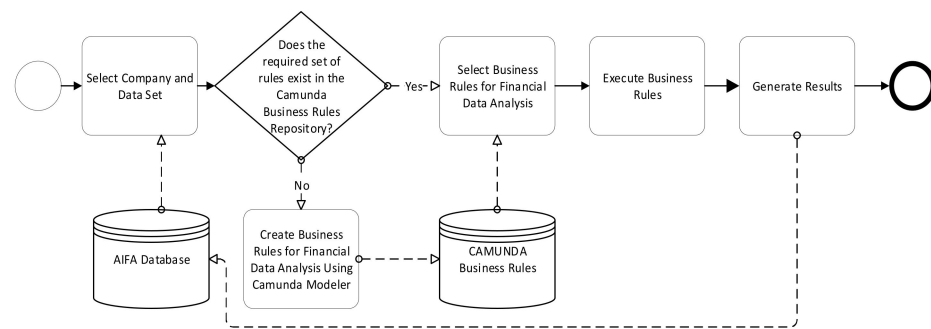 Select Company and
Data Set
Does the
required set of
rules exist in the
Camunda
Business Rules
Repository?
Yes
Select Business
Rules for Financial
Data Analysis
Execute Business
Rules
Generate Results
No
AIFA Database
Create Business
Rules for Financial
Data Analysis Using
Camunda Modeler
CAMUNDA
Business Rules